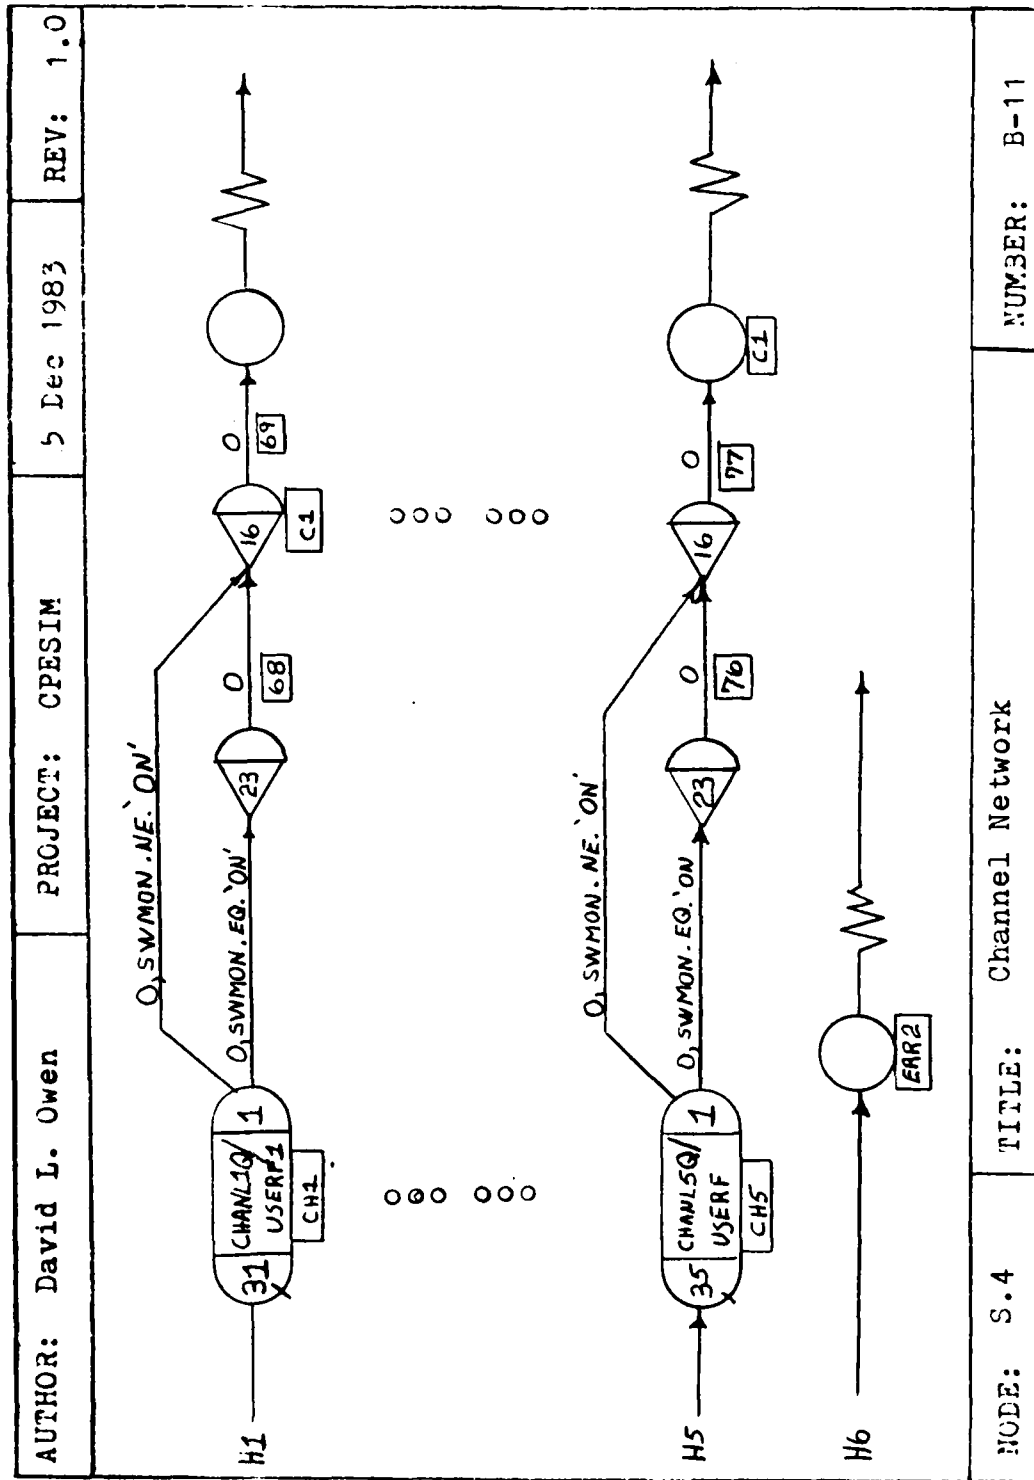 AUTHOR: David L. Owen
PROJECT: CPESIM
5 Dec 1983
REV: 1.0
O, SWMON.NE.'ON'
H1
31
CHANL1Q/
USERF1
1
CH1
O, SWMON.EQ.'ON'
23
O
68
16
C1
O
69
O, SWMON.NE.'ON'
H5
35
CHANL5Q/
USERF
1
CH5
O, SWMON.EQ.'ON
23
O
76
16
O
77
C1
H6
ERR2
NODE: S.4
TITLE: Channel Network
NUMBER: B-11